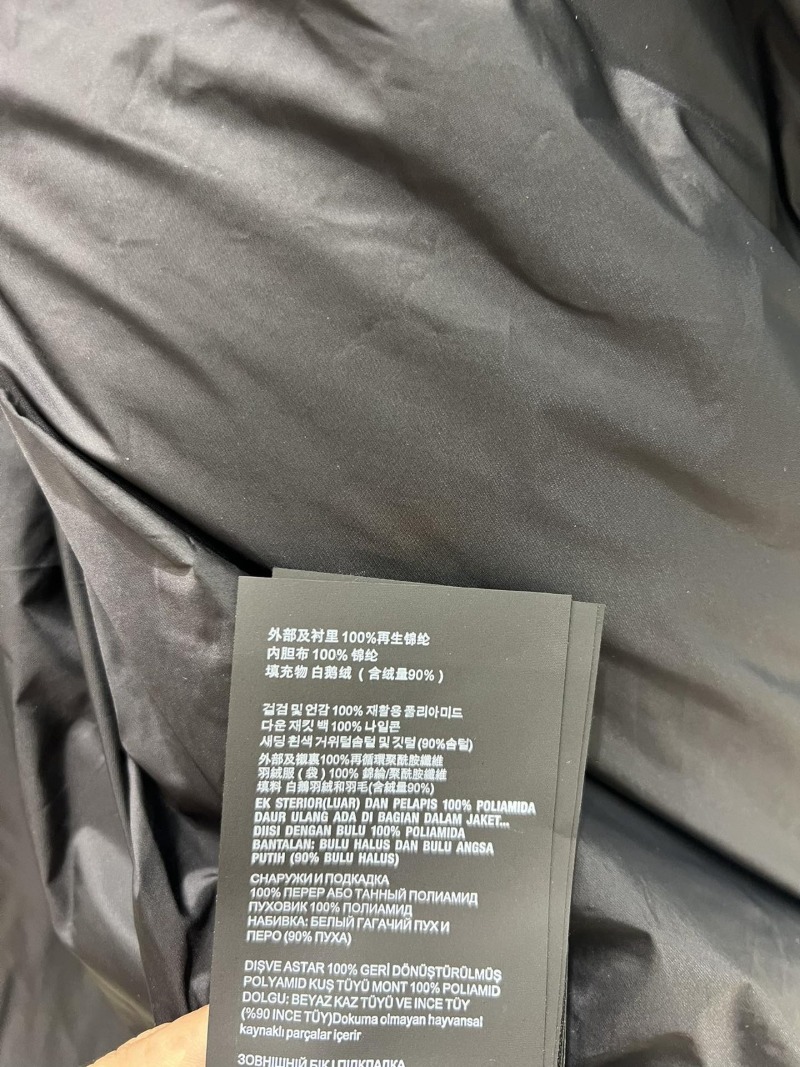 外部及衬里 100%再生锦纶
内胆布 100% 锦纶
填充物 白鹅绒 ( 含绒量90% )
걸검 및 언감 100% 재활용 폴리아미드
다운 재킷 백 100% 나일콘
새딩 흰색 거위털솜털 및 깃털 (90%솜털)
外部及襯裏100%再循環聚酰胺纖維
羽絨服 ( 袋 ) 100% 錦綸/聚酰胺纖維
填料 白鵝羽絨和羽毛(含絨量90%)
EK STERIOR(LUAR) DAN PELAPIS 100% POLIAMIDA
DAUR ULANG ADA DI BAGIAN DALAM JAKET...
DIISI DENGAN BULU 100% POLIAMIDA
BANTALAN: BULU HALUS DAN BULU ANGSA
PUTIH (90% BULU HALUS)
СНАРУЖИ И ПОДКАДКА
100% ПЕРЕР АБО ТАННЫЙ ПОЛИАМИД
ПУХОВИК 100% ПОЛИАМИД
НАБИВКА: БЕЛЫЙ ГАГАЧИЙ ПУХ И
ПЕРО (90% ПУХА)
DIŞVE ASTAR 100% GERİ DÖNÜŞTÜRÜLMÜŞ
POLYAMID KUŞ TÜYÜ MONT 100% POLIAMID
DOLGU: BEYAZ KAZ TÜYÜ VE INCE TÜY
(%90 INCE TÜY)Dokuma olmayan hayvansal
kaynaklı parçalar içerir
ЗОВНІШНІЙ БІК І ПІДКЛАДКА